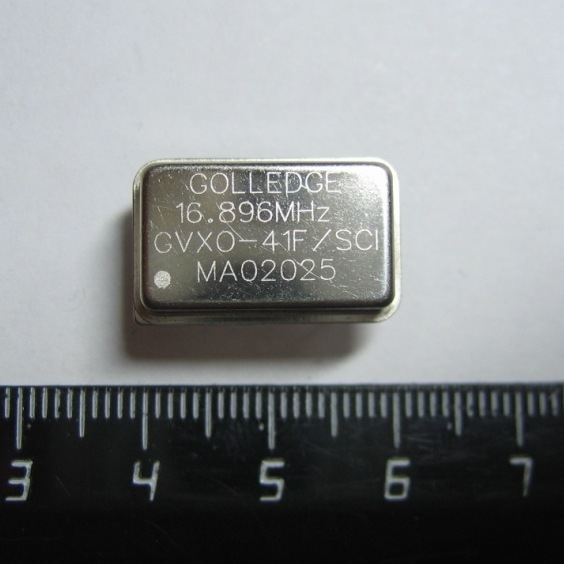 GOLLEDGE
16.896MHz
GVXO-41F/SCI
MA02025
3 4 5 6 7